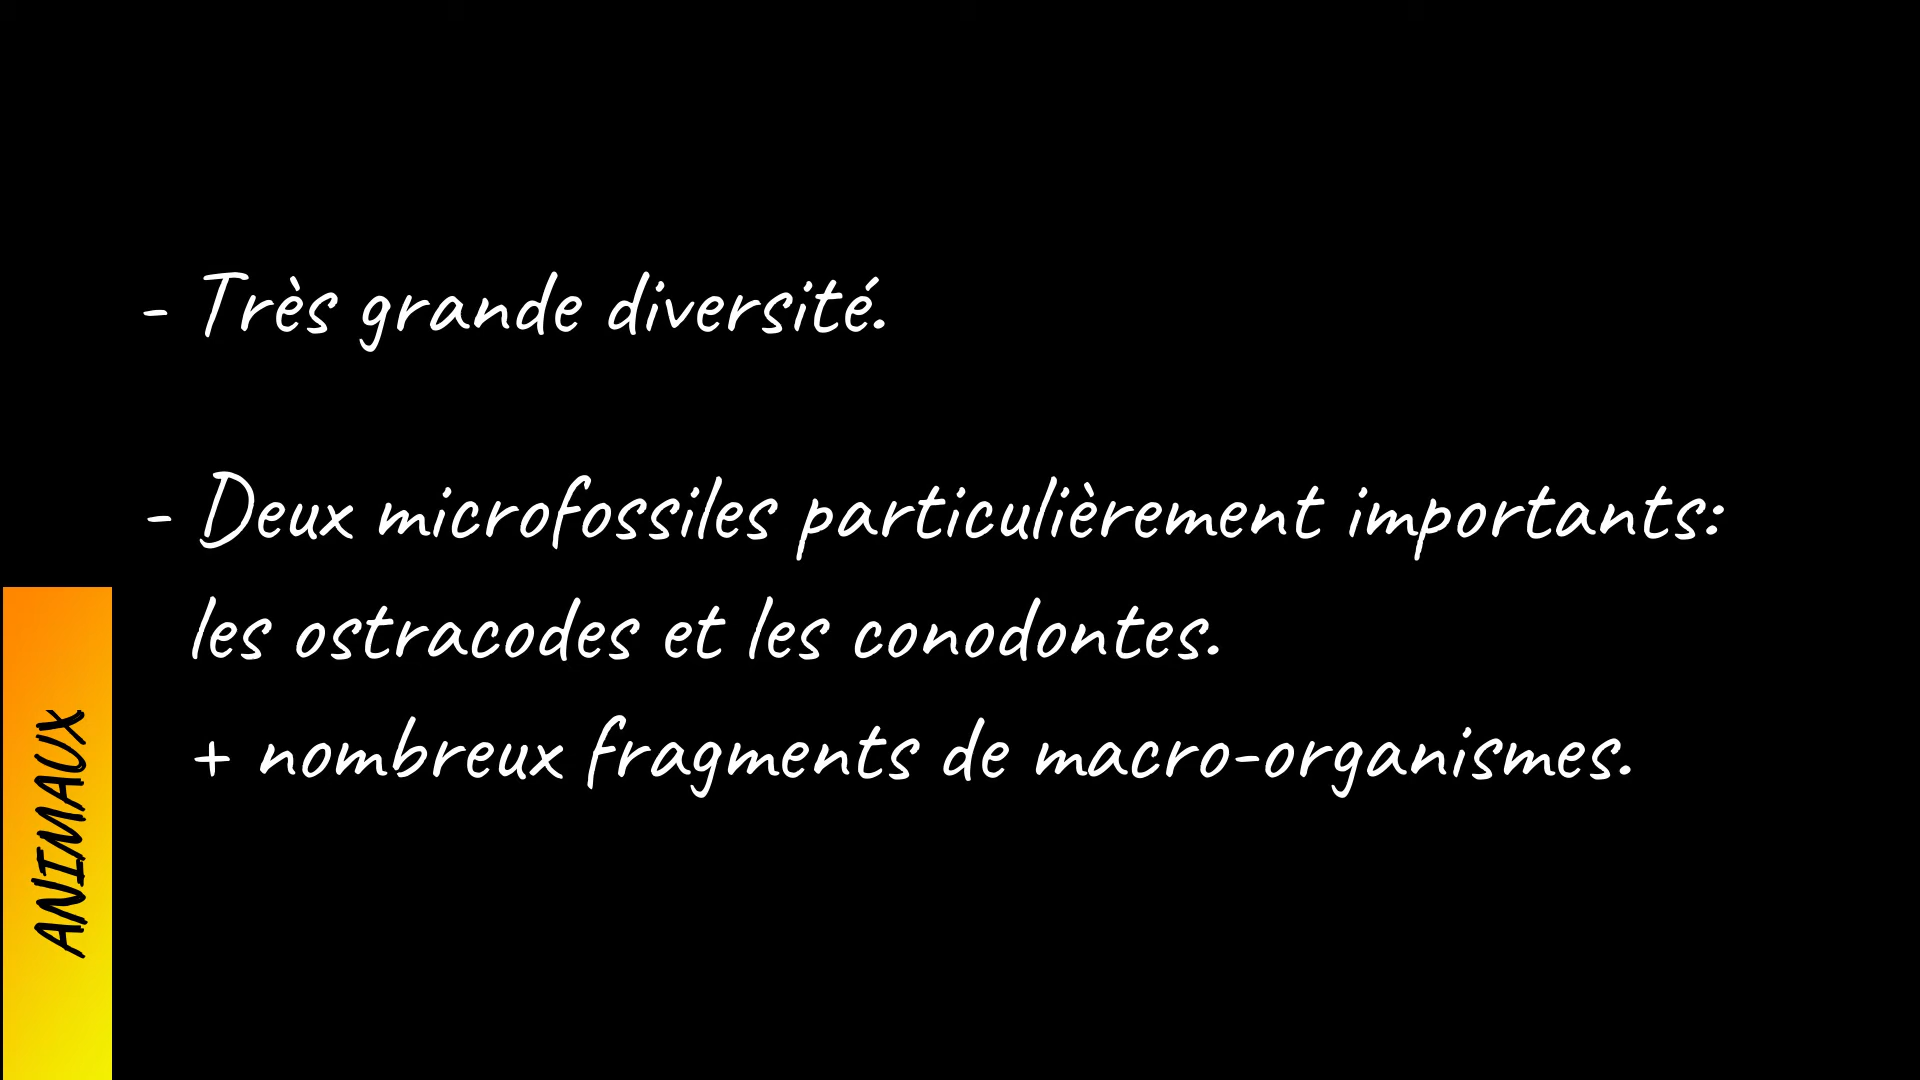 - Très grande diversité.
- Deux microfossiles particulièrement importants:
les ostracodes et les conodontes.
+ nombreux fragments de macro-organismes.
ANIMAUX